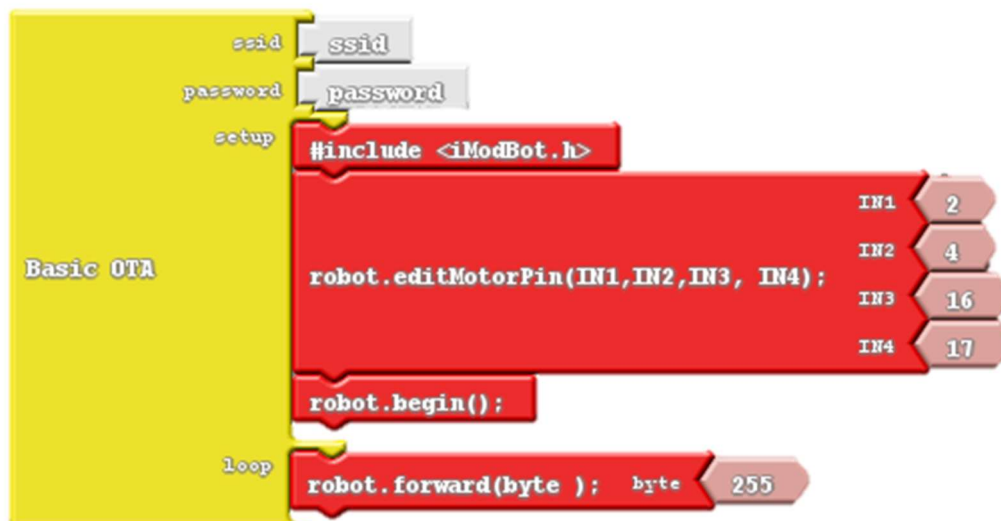 ssid ssid
password password
setup
#include <iModBot.h>
IN1 2
IN2 4
Basic OTA
robot.editMotorPin(IN1,IN2,IN3, IN4);
IN3 16
IN4 17
robot.begin();
loop
robot.forward(byte ); byte 255